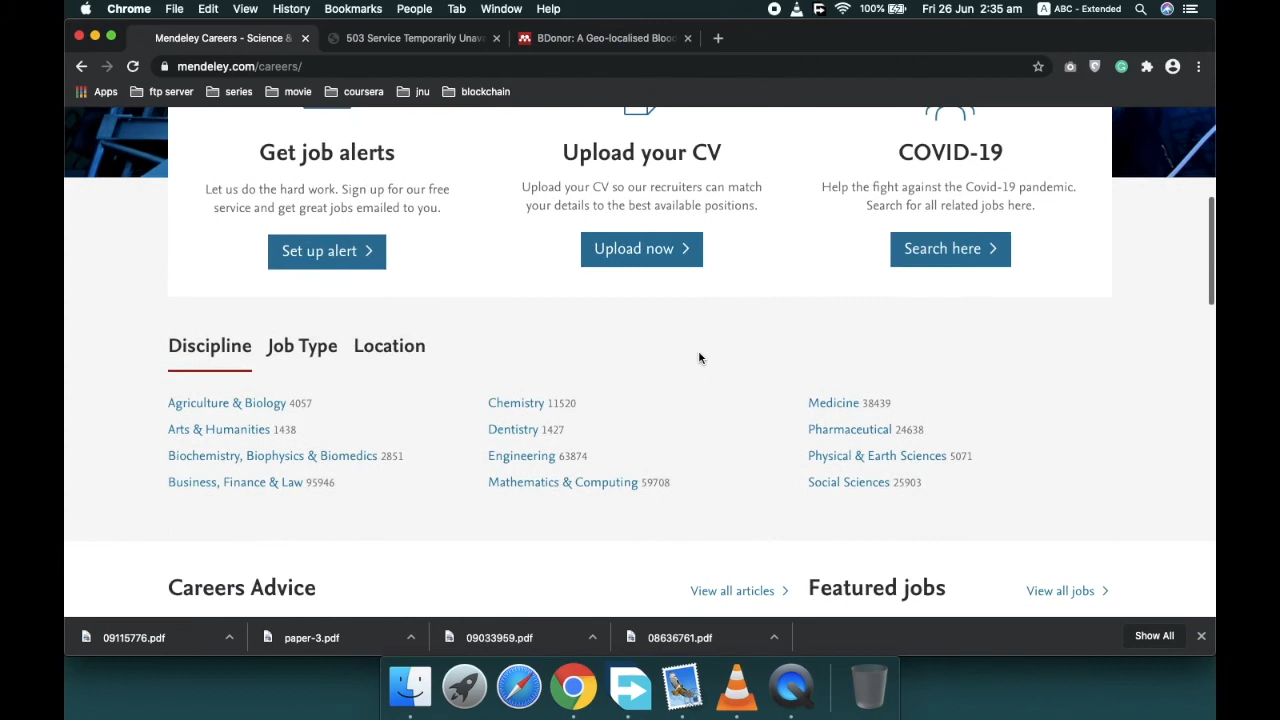 Chrome File Edit View History Bookmarks People Tab Window Help 100% Fri 26 Jun 2:35 am A ABC - Extended
Mendeley Careers - Science & 503 Service Temporarily Unav BDonor: A Geo-localised Blood
mendeley.com/careers/
Apps ftp server series movie coursera jnu blockchain
Get job alerts
Let us do the hard work. Sign up for our free
service and get great jobs emailed to you.
Set up alert
Upload your CV
Upload your CV so our recruiters can match
your details to the best available positions.
Upload now
COVID-19
Help the fight against the Covid-19 pandemic.
Search for all related jobs here.
Search here
Discipline Job Type Location
Agriculture & Biology 4057
Arts & Humanities 1438
Biochemistry, Biophysics & Biomedics 2851
Business, Finance & Law 95946
Chemistry 11520
Dentistry 1427
Engineering 63874
Mathematics & Computing 59708
Medicine 38439
Pharmaceutical 24638
Physical & Earth Sciences 5071
Social Sciences 25903
Careers Advice View all articles
Featured jobs View all jobs
09115776.pdf paper-3.pdf 09033959.pdf 08636761.pdf Show All